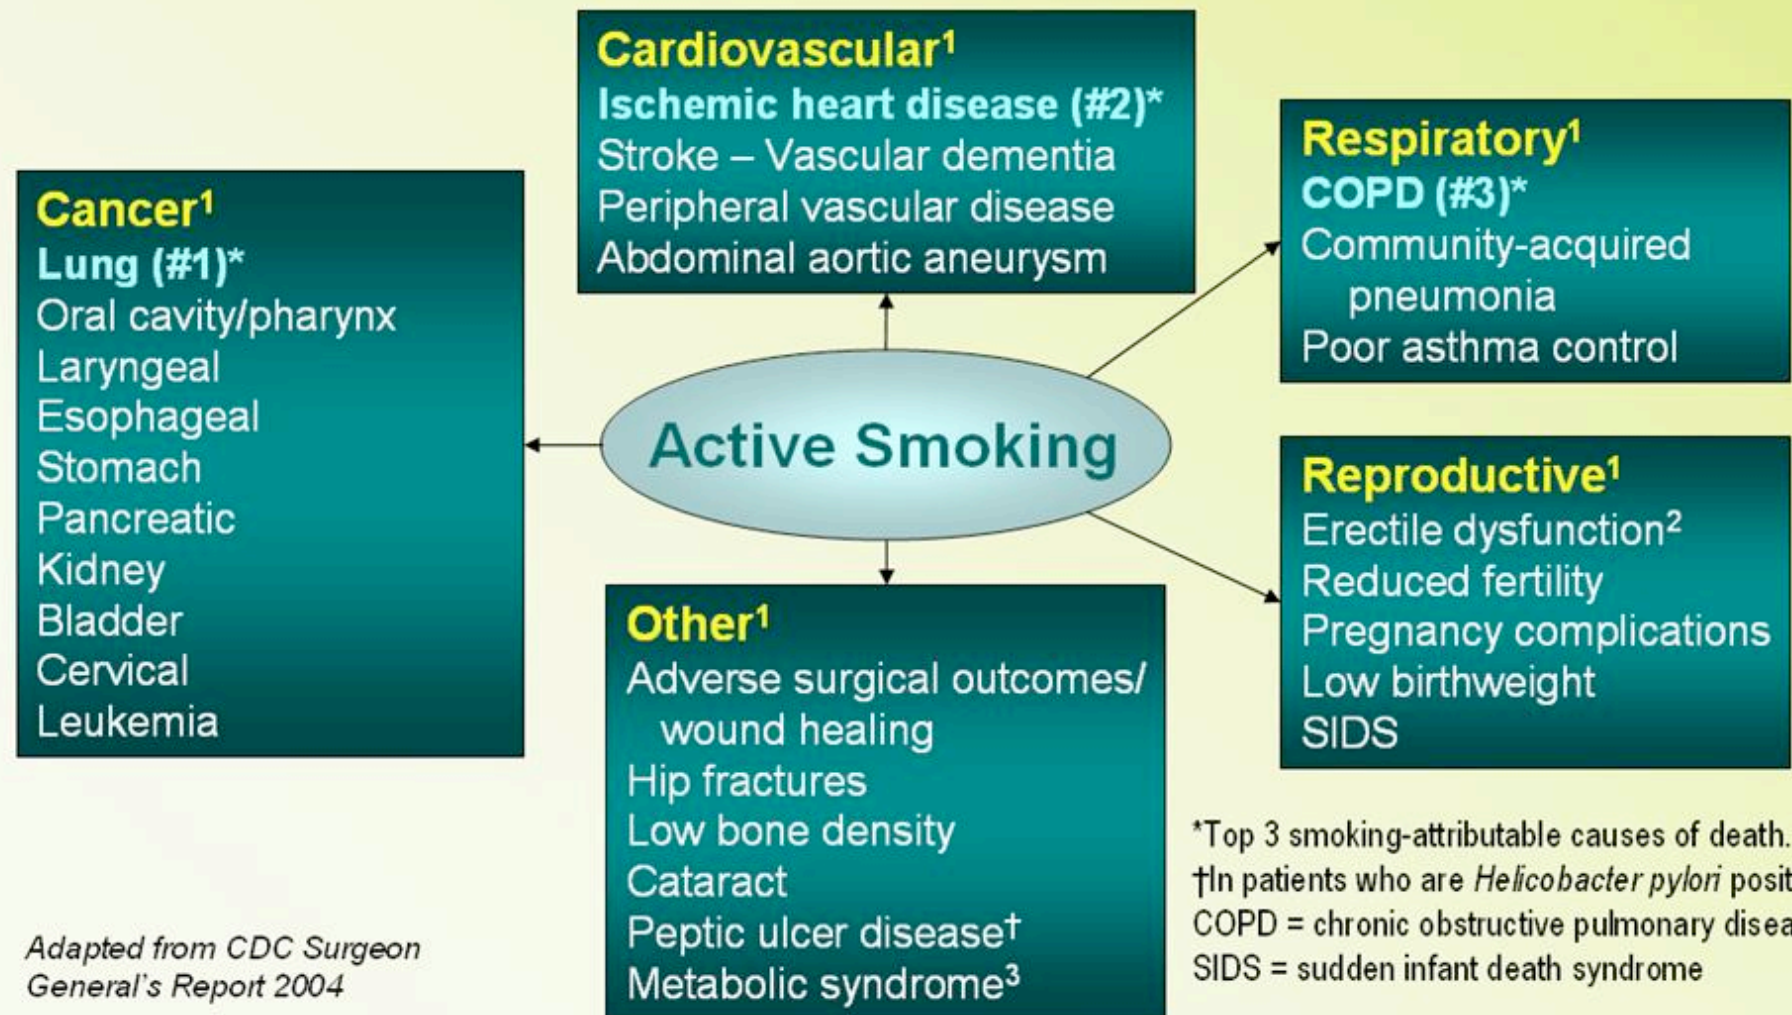 Cardiovascular¹
Ischemic heart disease (#2)*
Stroke – Vascular dementia
Peripheral vascular disease
Abdominal aortic aneurysm
Respiratory¹
COPD (#3)*
Community-acquired
pneumonia
Poor asthma control
Cancer¹
Lung (#1)*
Oral cavity/pharynx
Laryngeal
Esophageal
Stomach
Pancreatic
Kidney
Bladder
Cervical
Leukemia
Active Smoking
Reproductive¹
Erectile dysfunction²
Reduced fertility
Pregnancy complications
Low birthweight
SIDS
Other¹
Adverse surgical outcomes/
wound healing
Hip fractures
Low bone density
Cataract
Peptic ulcer disease†
Metabolic syndrome³
*Top 3 smoking-attributable causes of death.
†In patients who are Helicobacter pylori posit
COPD = chronic obstructive pulmonary disea
SIDS = sudden infant death syndrome
Adapted from CDC Surgeon
General's Report 2004